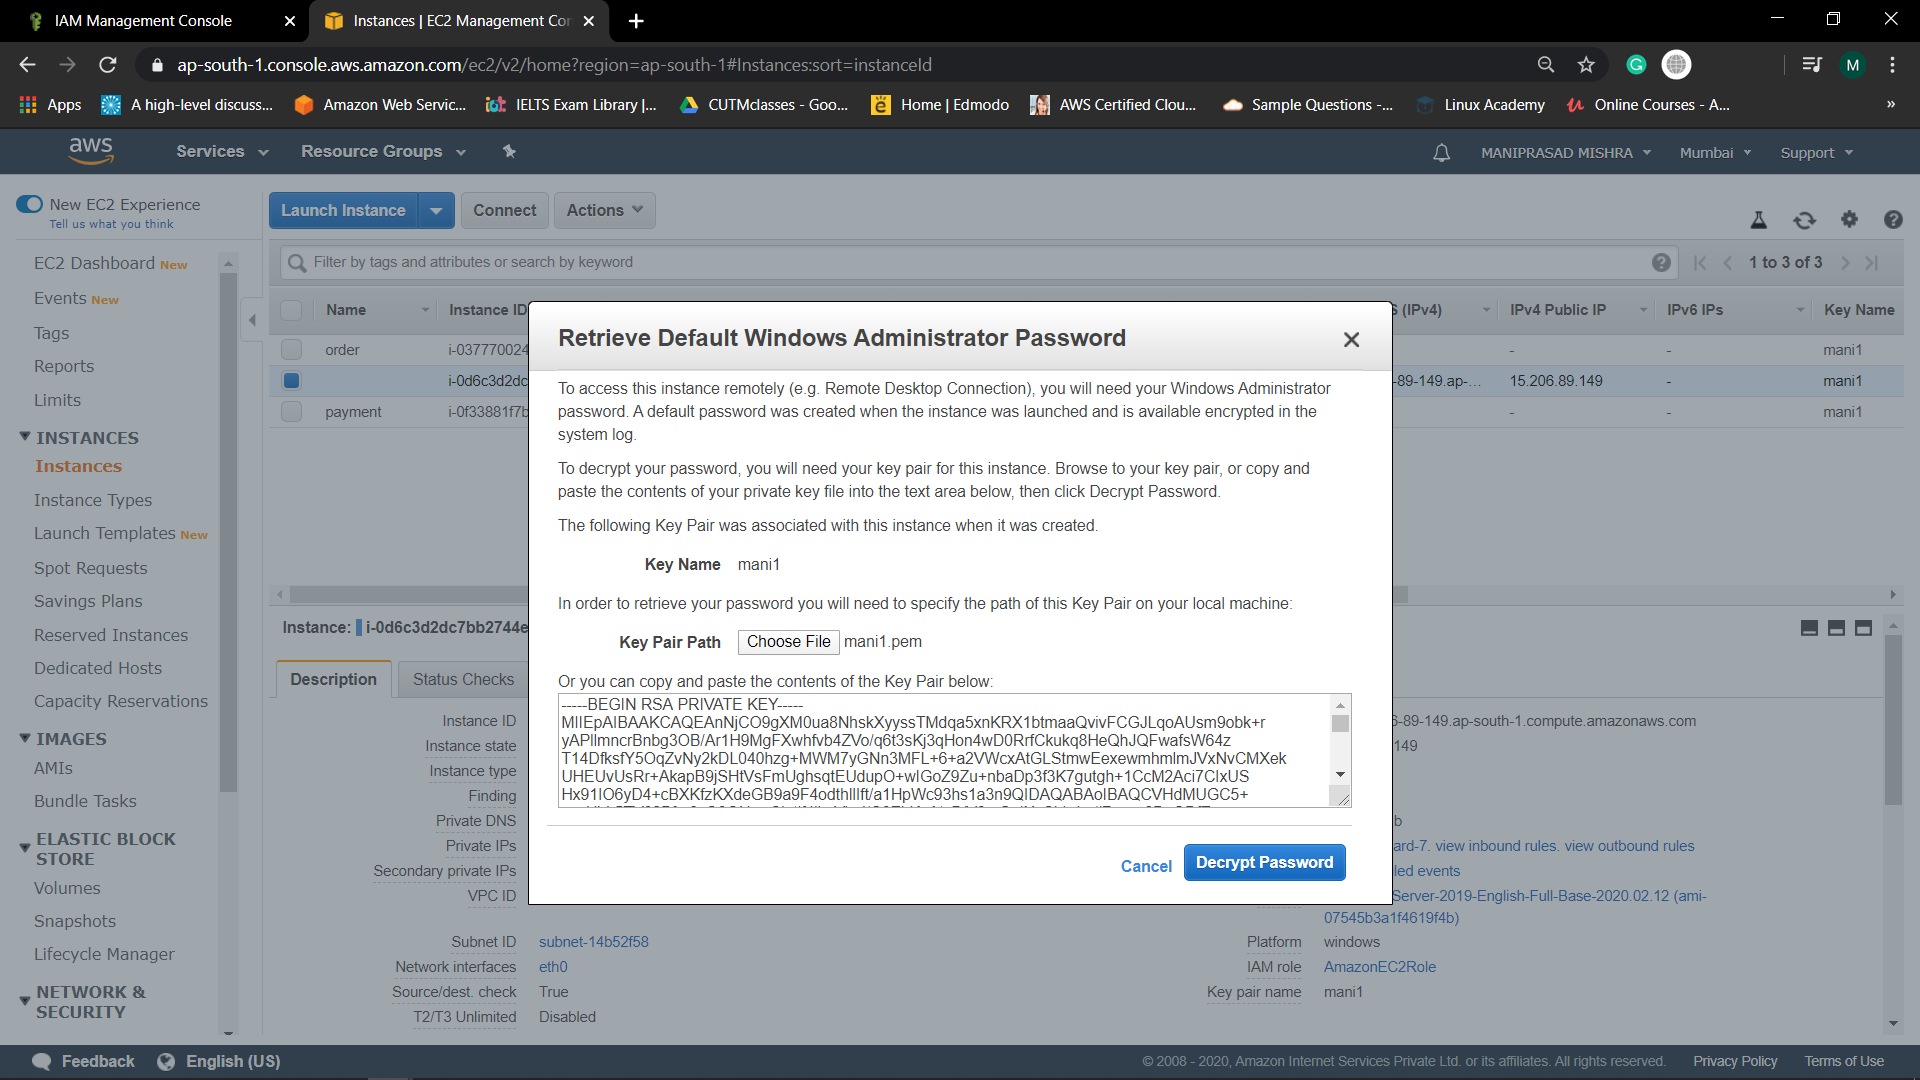 IAM Management Console
Instances | EC2 Management Con
ap-south-1.console.aws.amazon.com/ec2/v2/home?region=ap-south-1#Instances:sort=instanceId
M
Apps
A high-level discuss...
Amazon Web Servic...
IELTS Exam Library |...
CUTMclasses - Goo...
Home | Edmodo
AWS Certified Clou...
Sample Questions -...
Linux Academy
Online Courses - A...
»
aws
Services
Resource Groups
MANIPRASAD MISHRA
Mumbai
Support
New EC2 Experience
Tell us what you think
Launch Instance
Connect
Actions
EC2 Dashboard New
Events New
Tags
Reports
Limits
INSTANCES
Instances
Instance Types
Launch Templates New
Spot Requests
Savings Plans
Reserved Instances
Dedicated Hosts
Capacity Reservations
IMAGES
AMIs
Bundle Tasks
ELASTIC BLOCK
STORE
Volumes
Snapshots
Lifecycle Manager
NETWORK &
SECURITY
Filter by tags and attributes or search by keyword
1 to 3 of 3
Name
Instance ID
S (IPv4)
IPv4 Public IP
IPv6 IPs
Key Name
order
i-037770024
-
-
mani1
i-0d6c3d2dc
-89-149.ap-...
15.206.89.149
-
mani1
payment
i-0f33881f7b
-
-
mani1
Retrieve Default Windows Administrator Password
To access this instance remotely (e.g. Remote Desktop Connection), you will need your Windows Administrator
password. A default password was created when the instance was launched and is available encrypted in the
system log.
To decrypt your password, you will need your key pair for this instance. Browse to your key pair, or copy and
paste the contents of your private key file into the text area below, then click Decrypt Password.
The following Key Pair was associated with this instance when it was created.
Key Name mani1
In order to retrieve your password you will need to specify the path of this Key Pair on your local machine:
Key Pair Path Choose File mani1.pem
Or you can copy and paste the contents of the Key Pair below:
-----BEGIN RSA PRIVATE KEY-----
Cancel
Decrypt Password
Instance: i-0d6c3d2dc7bb2744e
Description
Status Checks
Instance ID
Instance state
Instance type
Finding
Private DNS
Private IPs
Secondary private IPs
VPC ID
Subnet ID subnet-14b52f58
Network interfaces eth0
Source/dest. check True
T2/T3 Unlimited Disabled
-89-149.ap-south-1.compute.amazonaws.com
149
b
ard-7. view inbound rules. view outbound rules
led events
Server-2019-English-Full-Base-2020.02.12 (ami-
07545b3a1f4619f4b)
Platform windows
IAM role AmazonEC2Role
Key pair name mani1
Feedback
English (US)
© 2008 - 2020, Amazon Internet Services Private Ltd. or its affiliates. All rights reserved.
Privacy Policy
Terms of Use